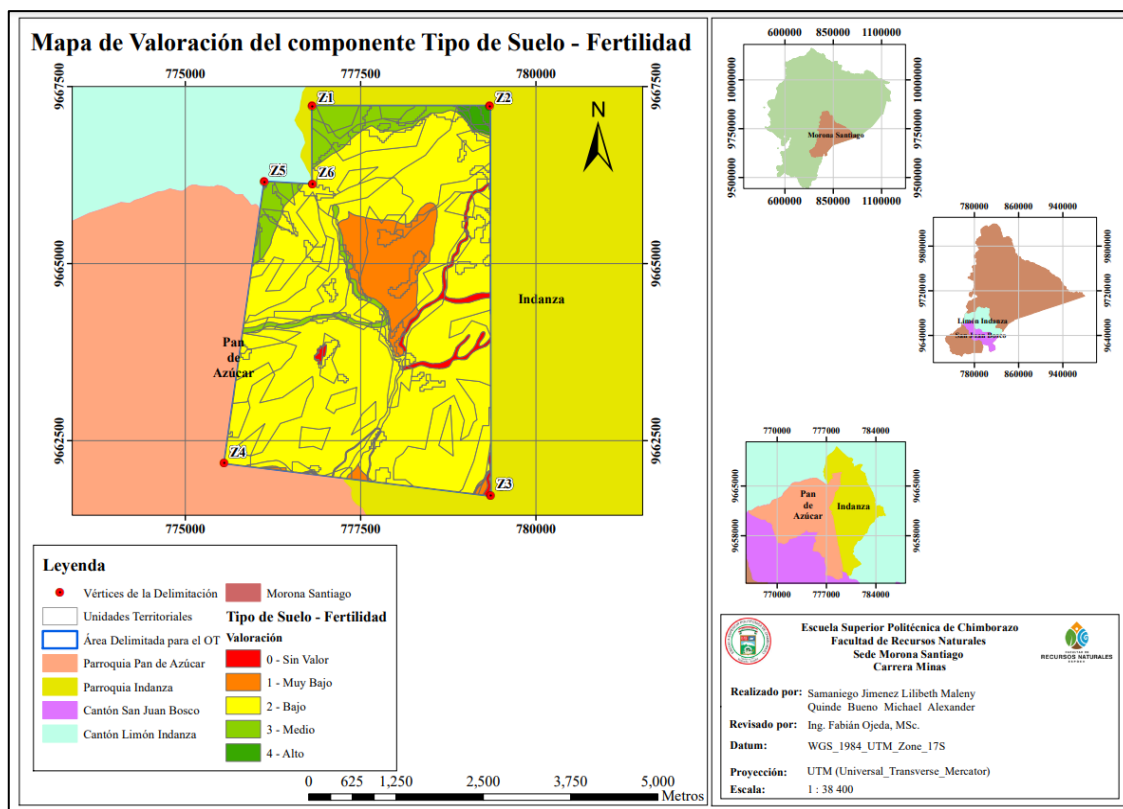 Mapa de Valoración del componente Tipo de Suelo - Fertilidad
775000
777500
780000
9667500
9667500
Z1
Z2
N
Z5
Z6
9665000
9665000
Indanza
Pan
de
Azúcar
9662500
9662500
Z4
Z3
775000
777500
780000
Leyenda
Vértices de la Delimitación
Unidades Territoriales
Área Delimitada para el OT
Parroquia Pan de Azúcar
Parroquia Indanza
Cantón San Juan Bosco
Cantón Limón Indanza
Morona Santiago
Tipo de Suelo - Fertilidad
Valoración
0 - Sin Valor
1 - Muy Bajo
2 - Bajo
3 - Medio
4 - Alto
0 625 1,250 2,500 3,750 5,000
Metros
600000 850000 1100000
10000000
10000000
9750000
9750000
Morona Santiago
9500000
9500000
600000 850000 1100000
780000 860000 940000
9800000
9800000
9720000
9720000
Limón Indanza
San Juan Bosco
9640000
9640000
780000 860000 940000
770000 777000 784000
9665000
9665000
Pan
de
Azúcar
Indanza
9658000
9658000
770000 777000 784000
Escuela Superior Politécnica de Chimborazo
Facultad de Recursos Naturales
Sede Morona Santiago
Carrera Minas
RECURSOS NATURALES
Realizado por: Samaniego Jimenez Lilibeth Maleny
Quinde Bueno Michael Alexander
Revisado por: Ing. Fabián Ojeda, MSc.
Datum: WGS_1984_UTM_Zone_17S
Proyección: UTM (Universal_Transverse_Mercator)
Escala: 1 : 38 400